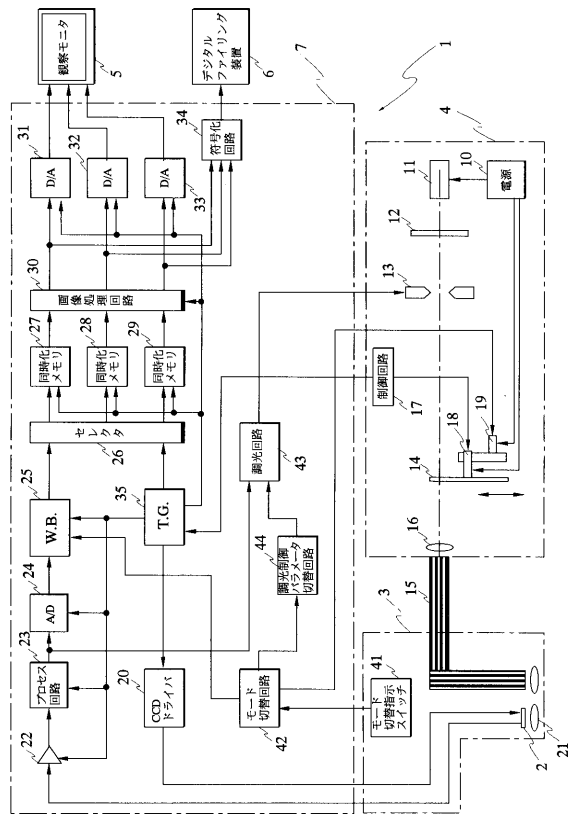 観察モニタ
5
デジタル
ファイリング
装置
6
7
1
31
D/A
32
D/A
33
D/A
34
符号化
回路
30
画像処理回路
27
同時化
メモリ
28
同時化
メモリ
29
同時化
メモリ
セレクタ
26
25
W.B.
35
T.G.
24
A/D
23
プロセス
回路
22
20
CCD
ドライバ
調光回路
43
44
調光制御
パラメータ
切替回路
モード
切替回路
42
41
モード
切替指示
スイッチ
4
11
10
電源
12
13
制御回路
17
18
19
14
16
15
3
2
21